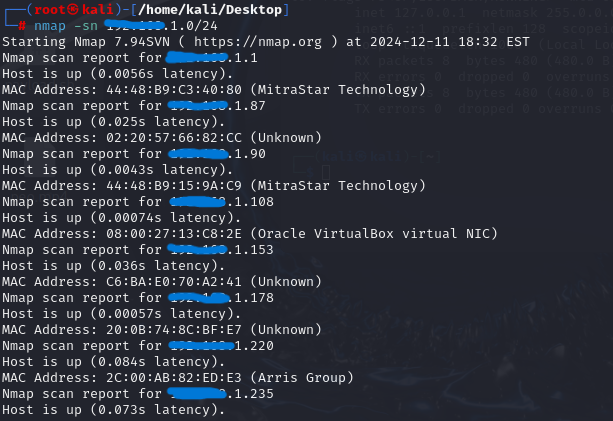 (root㉿kali)-[/home/kali/Desktop]
# nmap -sn .1.0/24
Starting Nmap 7.94SVN ( https://nmap.org ) at 2024-12-11 18:32 EST
Nmap scan report for .1.1
Host is up (0.0056s latency).
MAC Address: 44:48:B9:C3:40:80 (MitraStar Technology)
Nmap scan report for .1.87
Host is up (0.025s latency).
MAC Address: 02:20:57:66:82:CC (Unknown)
Nmap scan report for .1.90
Host is up (0.0043s latency).
MAC Address: 44:48:B9:15:9A:C9 (MitraStar Technology)
Nmap scan report for .1.108
Host is up (0.00074s latency).
MAC Address: 08:00:27:13:C8:2E (Oracle VirtualBox virtual NIC)
Nmap scan report for .1.153
Host is up (0.036s latency).
MAC Address: C6:BA:E0:70:A2:41 (Unknown)
Nmap scan report for .1.178
Host is up (0.00057s latency).
MAC Address: 20:0B:74:8C:BF:E7 (Unknown)
Nmap scan report for .1.220
Host is up (0.084s latency).
MAC Address: 2C:00:AB:82:ED:E3 (Arris Group)
Nmap scan report for .1.235
Host is up (0.073s latency).